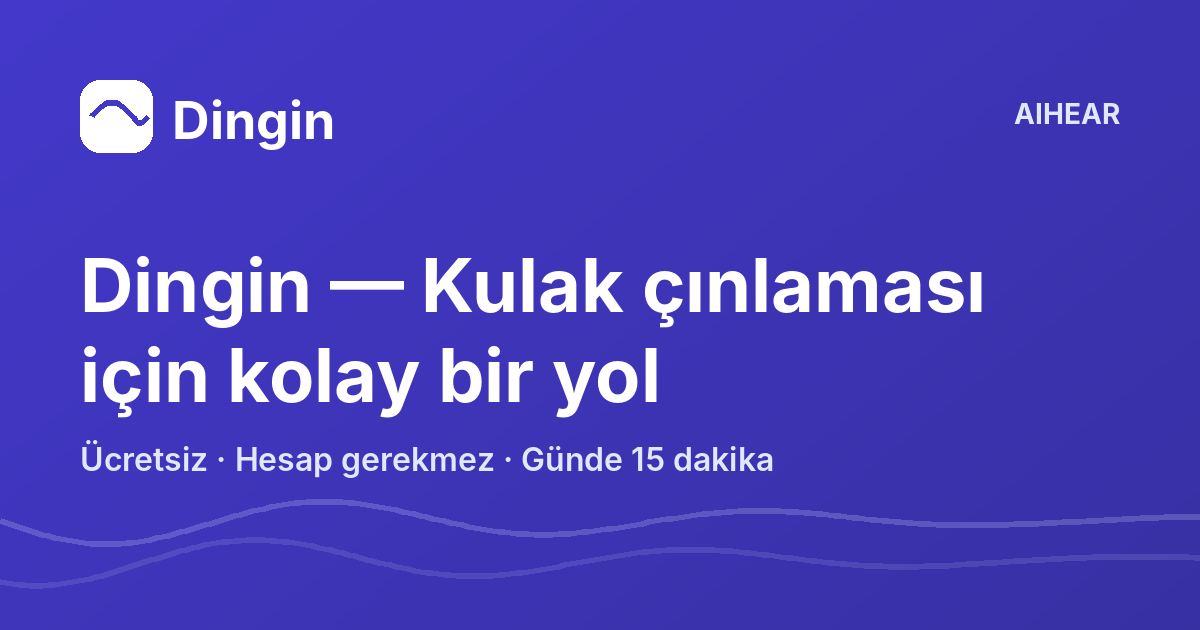 Dingin
AIHEAR
Dingin — Kulak çınlaması
için kolay bir yol
Ücretsiz · Hesap gerekmez · Günde 15 dakika